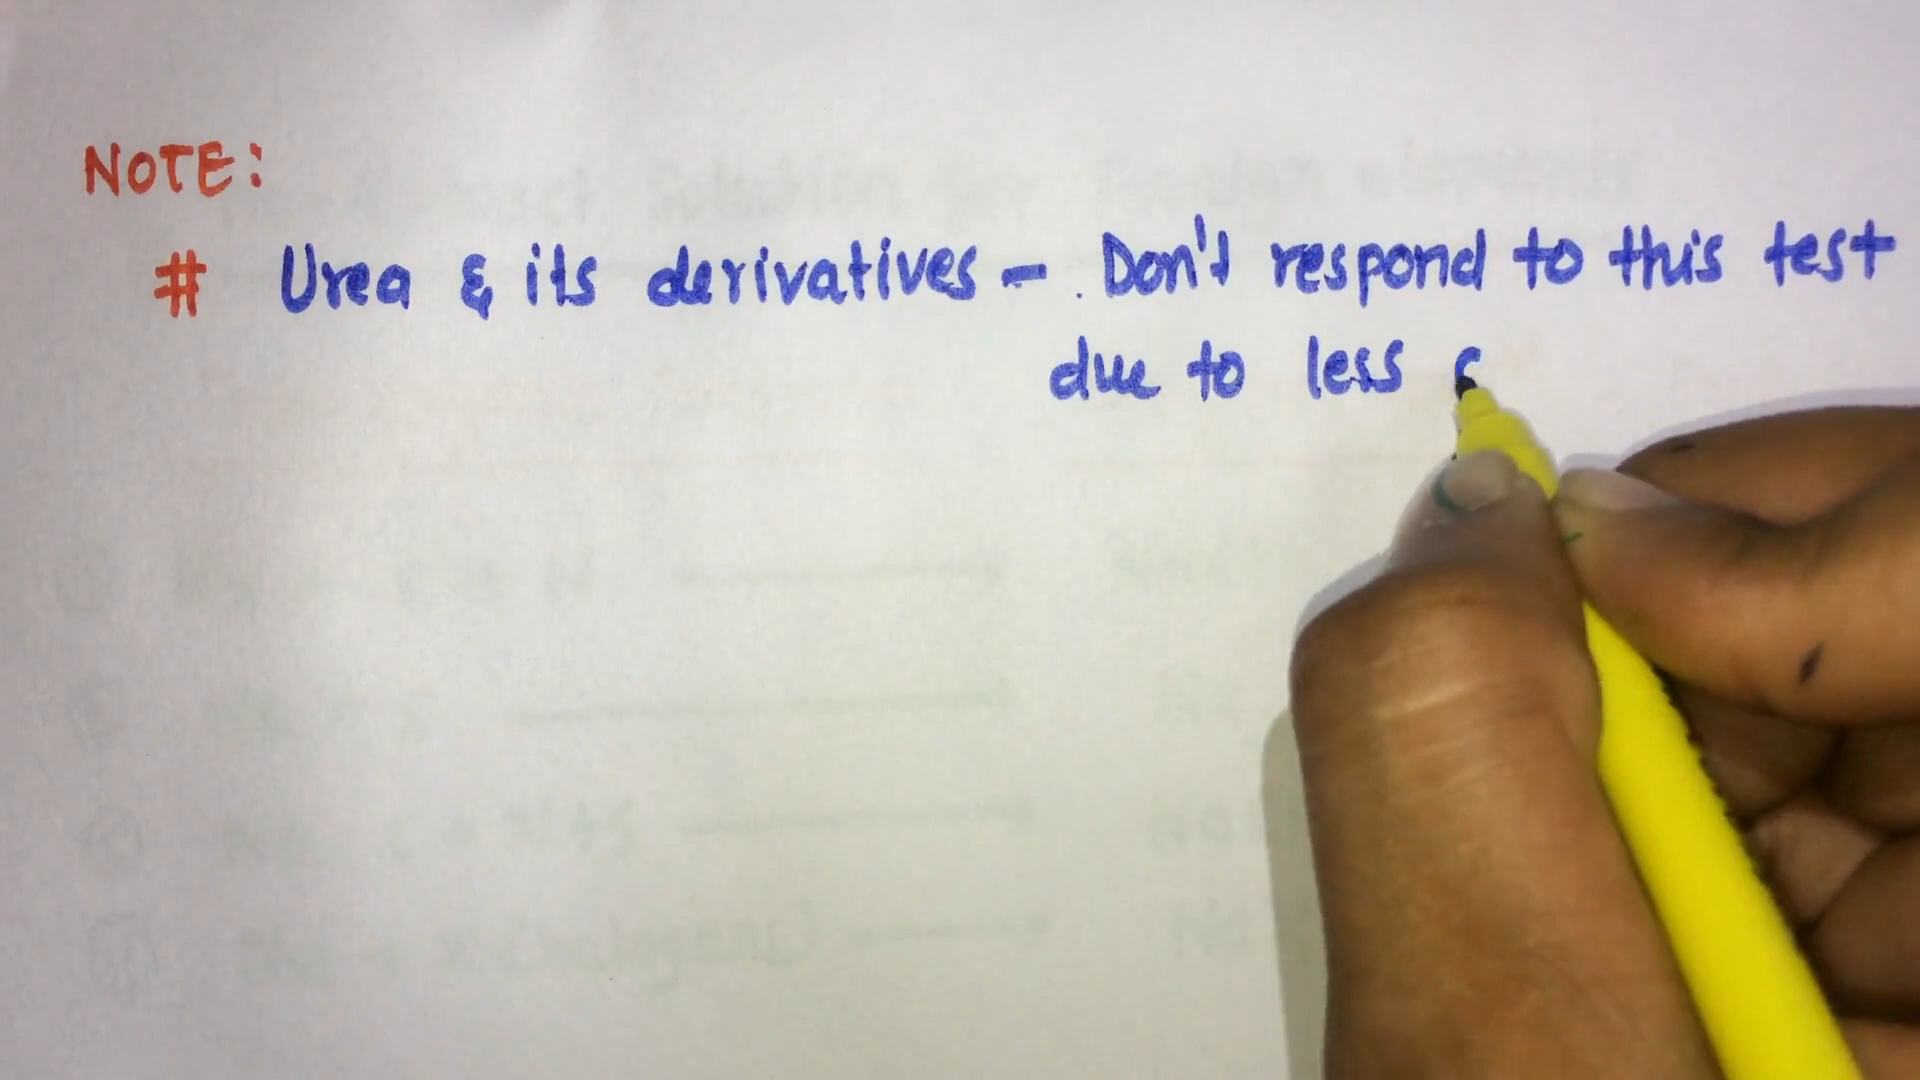 NOTE:
# Urea & its derivatives - Don't respond to this test
due to less